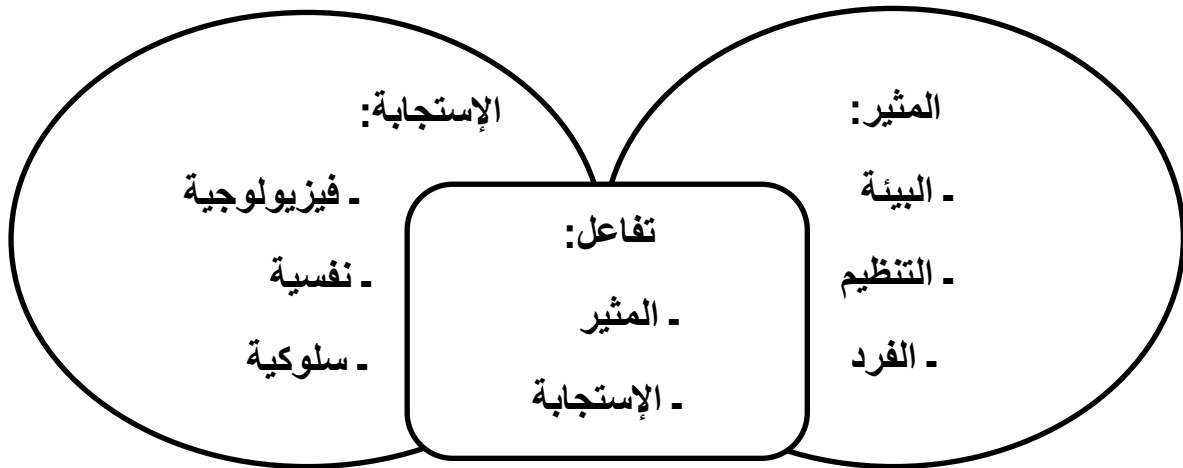 المثير:
- البيئة
- التنظيم
- الفرد
تفاعل:
- المثير
- الإستجابة
الإستجابة:
- فيزيولوجية
- نفسية
- سلوكية